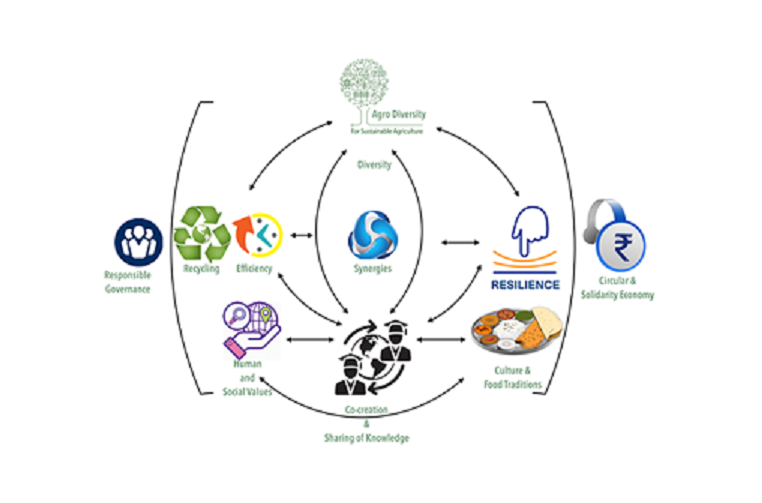 Agro Diversity
For Sustainable Agriculture
Diversity
Responsible
Governance
Recycling
Efficiency
Synergies
RESILIENCE
₹
Circular &
Solidarity Economy
Human
and
Social Values
Co-creation
&
Sharing of Knowledge
Culture &
Food Traditions